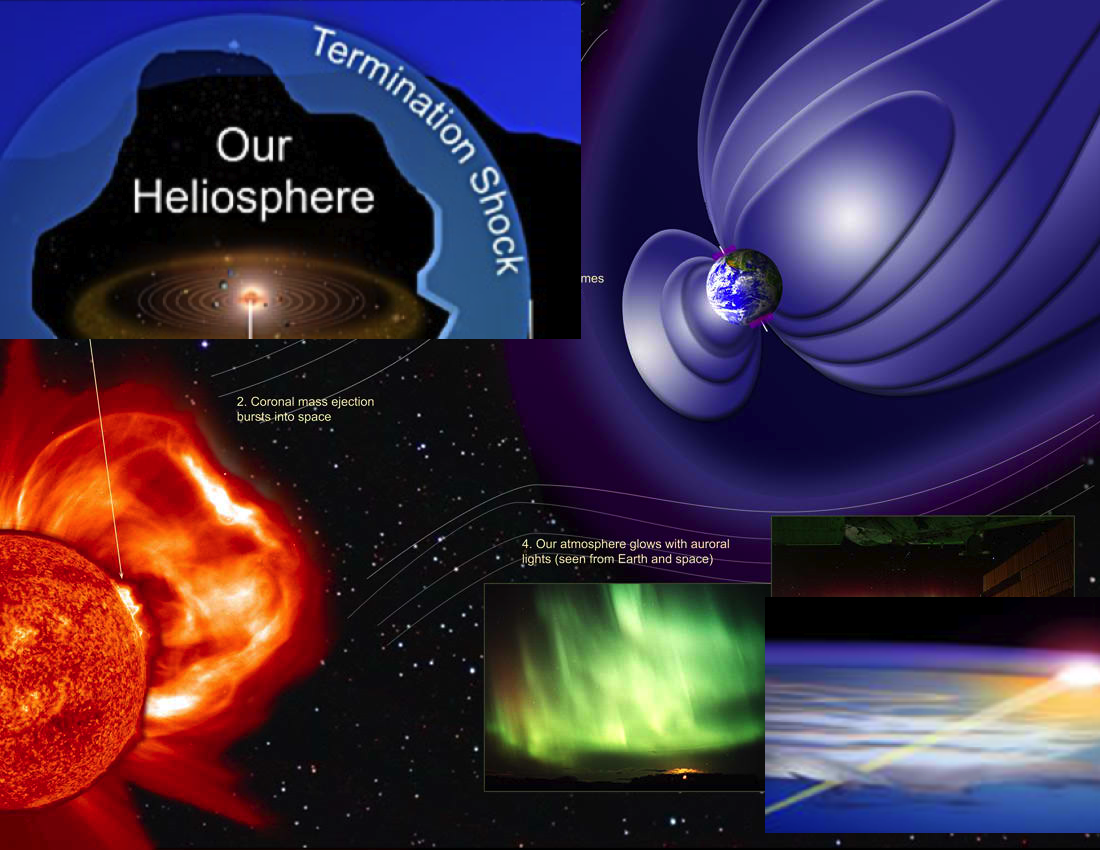 Termination Shock
Our
Heliosphere
mes
2. Coronal mass ejection
bursts into space
4. Our atmosphere glows with auroral
lights (seen from Earth and space)